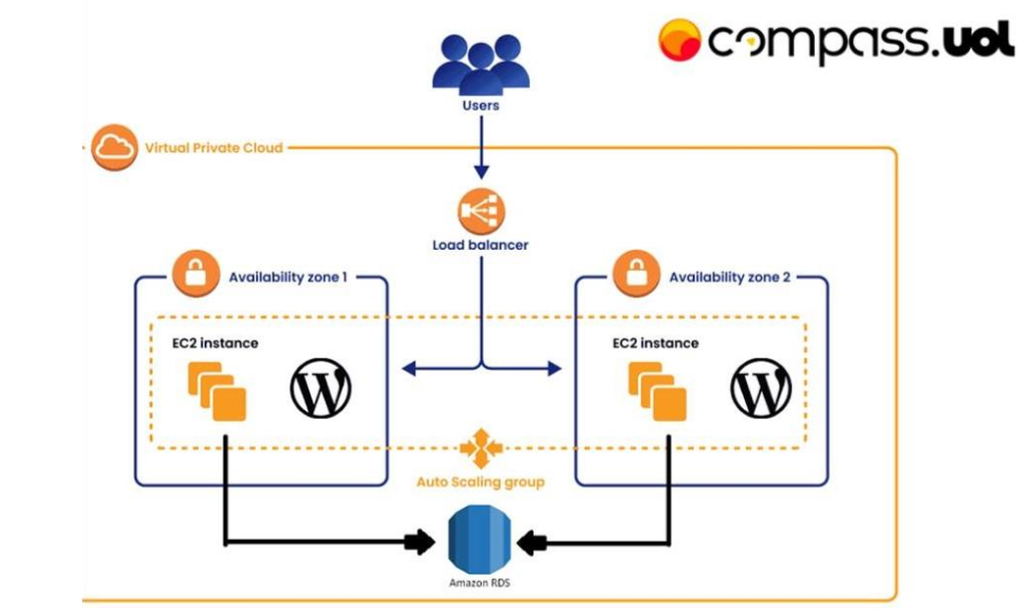 compass.uol
Users
Virtual Private Cloud
Load balancer
Availability zone 1
Availability zone 2
EC2 instance
EC2 instance
Auto Scaling group
Amazon RDS